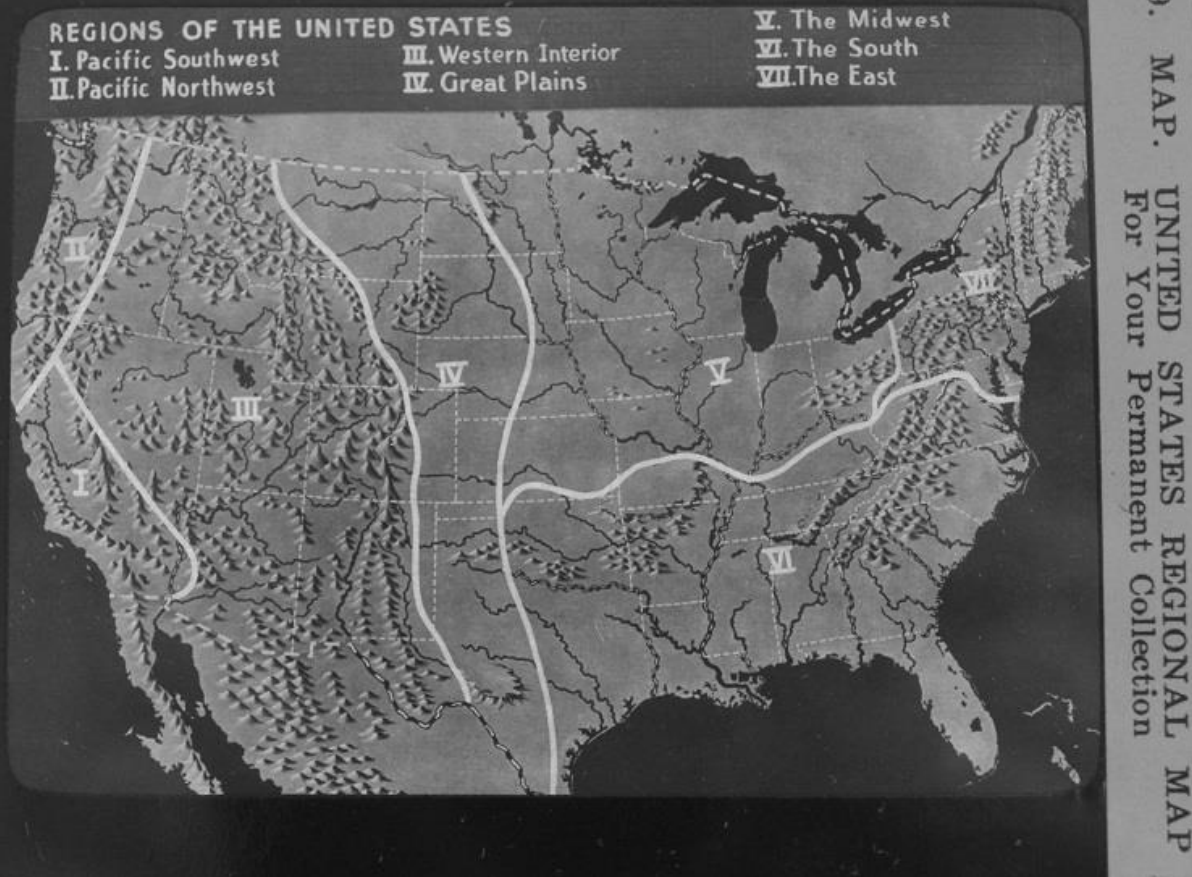 REGIONS OF THE UNITED STATES
I. Pacific Southwest
II. Pacific Northwest
III. Western Interior
IV. Great Plains
V. The Midwest
VI. The South
VII. The East
II
III
I
IV
V
VI
VII
MAP. UNITED STATES REGIONAL MAP
For Your Permanent Collection